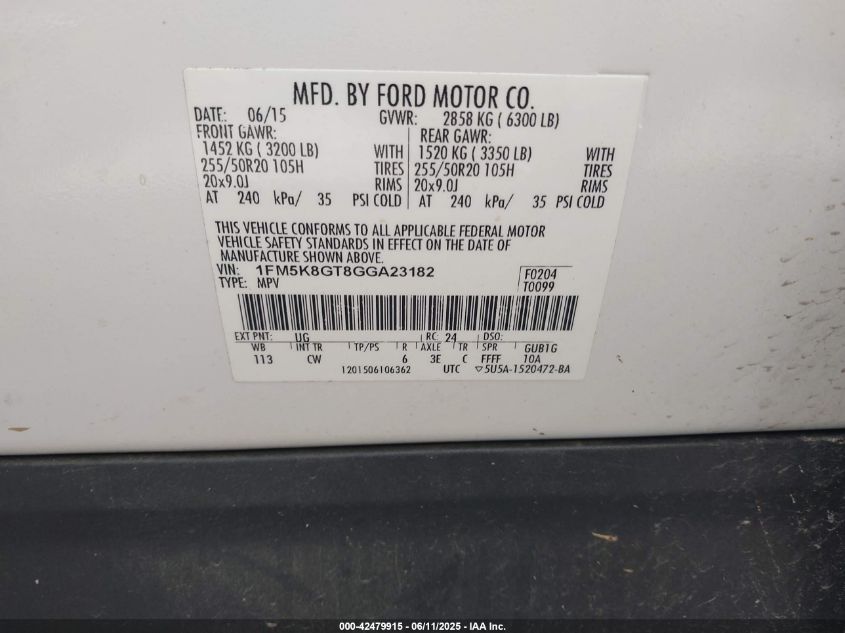 MFD. BY FORD MOTOR CO.
DATE: 06/15 GVWR: 2858 KG ( 6300 LB)
FRONT GAWR: REAR GAWR:
1452 KG ( 3200 LB) WITH 1520 KG ( 3350 LB) WITH
255/50R20 105H TIRES 255/50R20 105H TIRES
20x9.0J RIMS 20x9.0J RIMS
AT 240 kPa/ 35 PSI COLD AT 240 kPa/ 35 PSI COLD
THIS VEHICLE CONFORMS TO ALL APPLICABLE FEDERAL MOTOR
VEHICLE SAFETY STANDARDS IN EFFECT ON THE DATE OF
MANUFACTURE SHOWN ABOVE.
VIN: 1FM5K8GT8GGA23182 F0204
TYPE: MPV T0099
EXT PNT: UG RC: 24 DSO:
WB INT TR TP/PS R AXLE TR SPR GUB1G
113 CW 6 3E C FFFF 10A
1201506106362 UTC ▽5U5A-1520472-BA
000-42479915 - 06/11/2025 - IAA Inc.